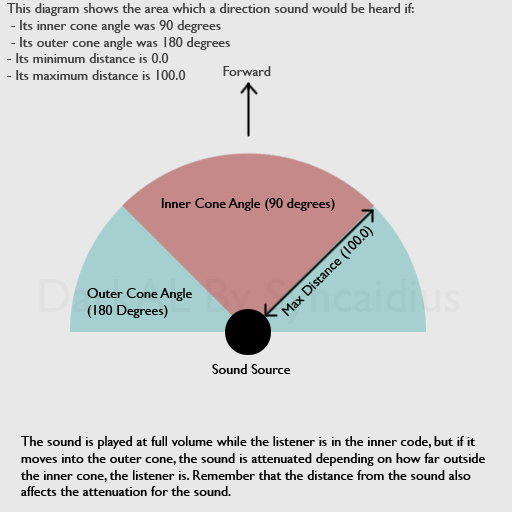 This diagram shows the area which a direction sound would be heard if:
- Its inner cone angle was 90 degrees
- Its outer cone angle was 180 degrees
- Its minimum distance is 0.0
- Its maximum distance is 100.0
Forward
Inner Cone Angle (90 degrees)
Max Distance (100.0)
Outer Cone Angle
(180 Degrees)
Sound Source
The sound is played at full volume while the listener is in the inner code, but if it
moves into the outer cone, the sound is attenuated depending on how far outside
the inner cone, the listener is. Remember that the distance from the sound also
affects the attenuation for the sound.